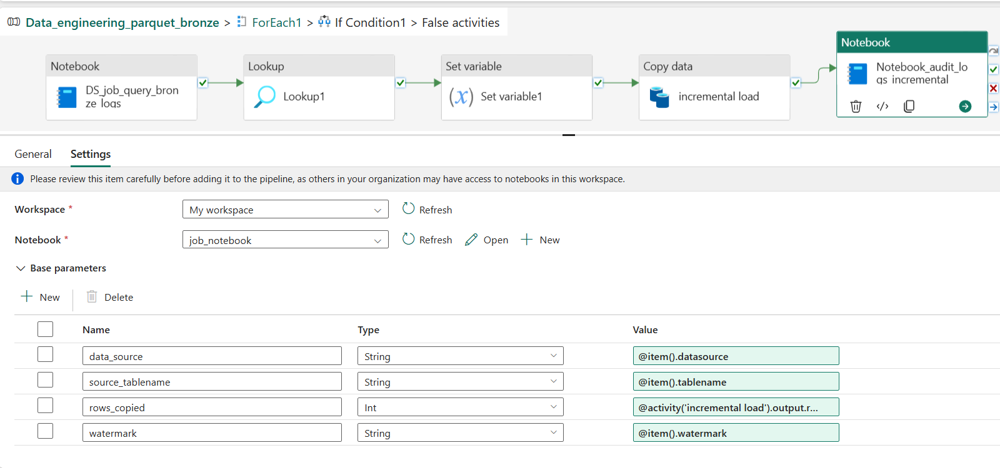 Data_engineering_parquet_bronze > ForEach1 > If Condition1 > False activities
Notebook
DS_job_query_bron
ze_logs
Lookup
Lookup1
Set variable
(x) Set variable1
Copy data
incremental load
Notebook
Notebook_audit_lo
gs_incremental
</>
General Settings
Please review this item carefully before adding it to the pipeline, as others in your organization may have access to notebooks in this workspace.
Workspace * My workspace Refresh
Notebook * job_notebook Refresh Open New
Base parameters
New Delete
Name Type Value
data_source String @item().datasource
source_tablename String @item().tablename
rows_copied Int @activity('incremental load').output.r...
watermark String @item().watermark